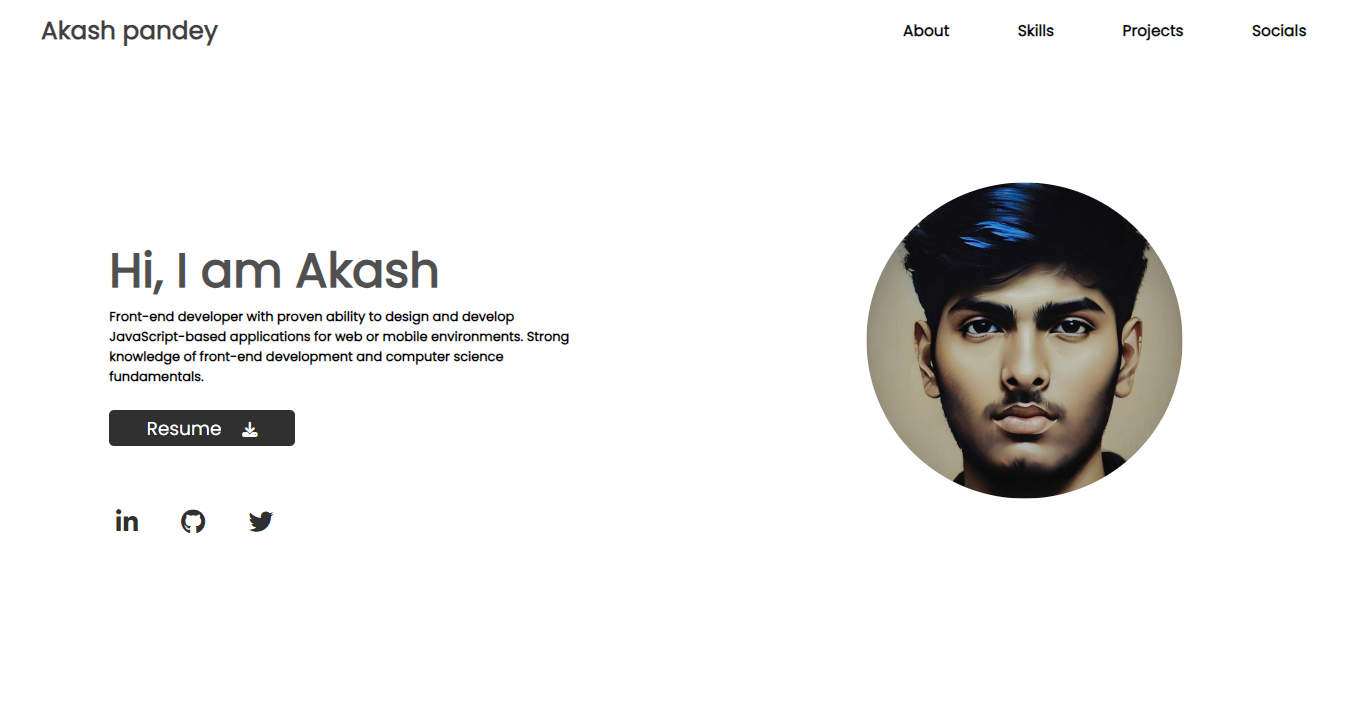 Akash pandey
About
Skills
Projects
Socials
Hi, I am Akash
Front-end developer with proven ability to design and develop
JavaScript-based applications for web or mobile environments. Strong
knowledge of front-end development and computer science
fundamentals.
Resume
in